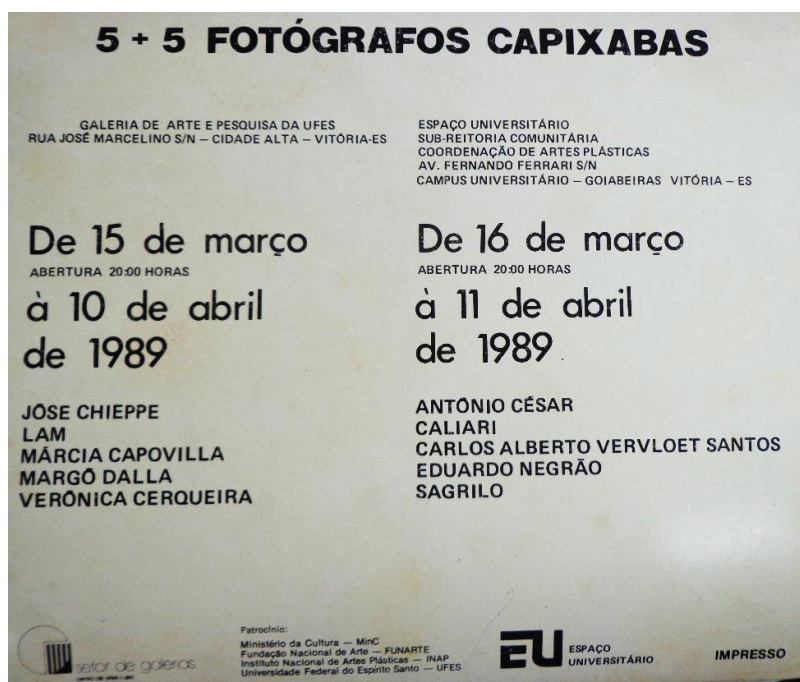 5 + 5 FOTÓGRAFOS CAPIXABAS
GALERIA DE ARTE E PESQUISA DA UFES
RUA JOSÉ MARCELINO S/N – CIDADE ALTA – VITÓRIA-ES
De 15 de março
ABERTURA 20:00 HORAS
à 10 de abril
de 1989
JÕSE CHIEPPE
LAM
MÁRCIA CAPOVILLA
MARGÔ DALLA
VERÔNICA CERQUEIRA
ESPAÇO UNIVERSITÁRIO
SUB-REITORIA COMUNITÁRIA
COORDENAÇÃO DE ARTES PLÁSTICAS
AV. FERNANDO FERRARI S/N
CAMPUS UNIVERSITÁRIO – GOIABEIRAS VITÓRIA – ES
De 16 de março
ABERTURA 20:00 HORAS
à 11 de abril
de 1989
ANTÔNIO CÉSAR
CALIARI
CARLOS ALBERTO VERVLOET SANTOS
EDUARDO NEGRÃO
SAGRILO
setor de galerias
Patrocínio:
Ministério da Cultura — MinC
Fundação Nacional de Arte — FUNARTE
Instituto Nacional de Artes Plásticas — INAP
Universidade Federal do Espírito Santo — UFES
EU ESPAÇO
UNIVERSITÁRIO
IMPRESSO